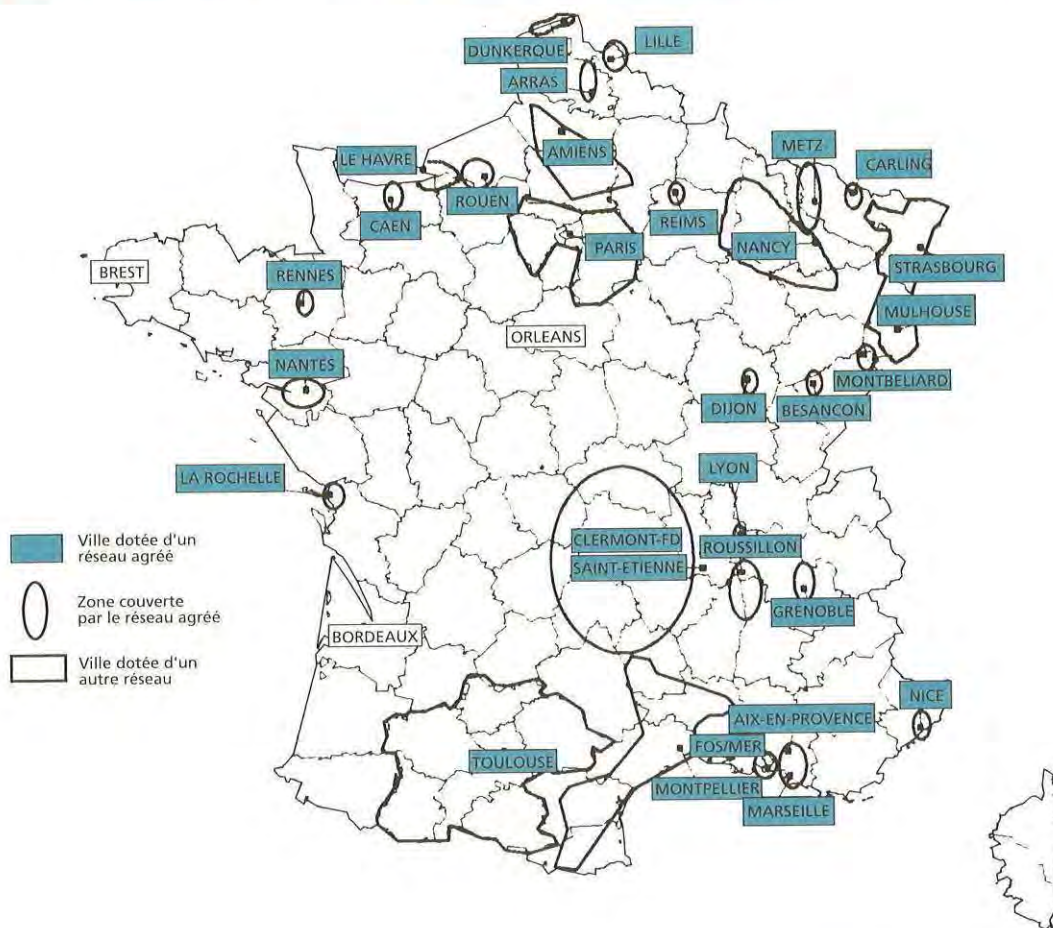 DUNKERQUE
LILLE
ARRAS
AMIENS
METZ
CARLING
LE HAVRE
ROUEN
CAEN
REIMS
NANCY
PARIS
STRASBOURG
BREST
RENNES
MULHOUSE
ORLEANS
NANTES
MONTBELIARD
DIJON
BESANCON
LYON
LA ROCHELLE
CLERMONT-FD
ROUSSILLON
SAINT-ETIENNE
GRENOBLE
BORDEAUX
NICE
AIX-EN-PROVENCE
FOS/MER
TOULOUSE
MONTPELLIER
MARSEILLE
Ville dotée d'un
réseau agréé
Zone couverte
par le réseau agréé
Ville dotée d'un
autre réseau